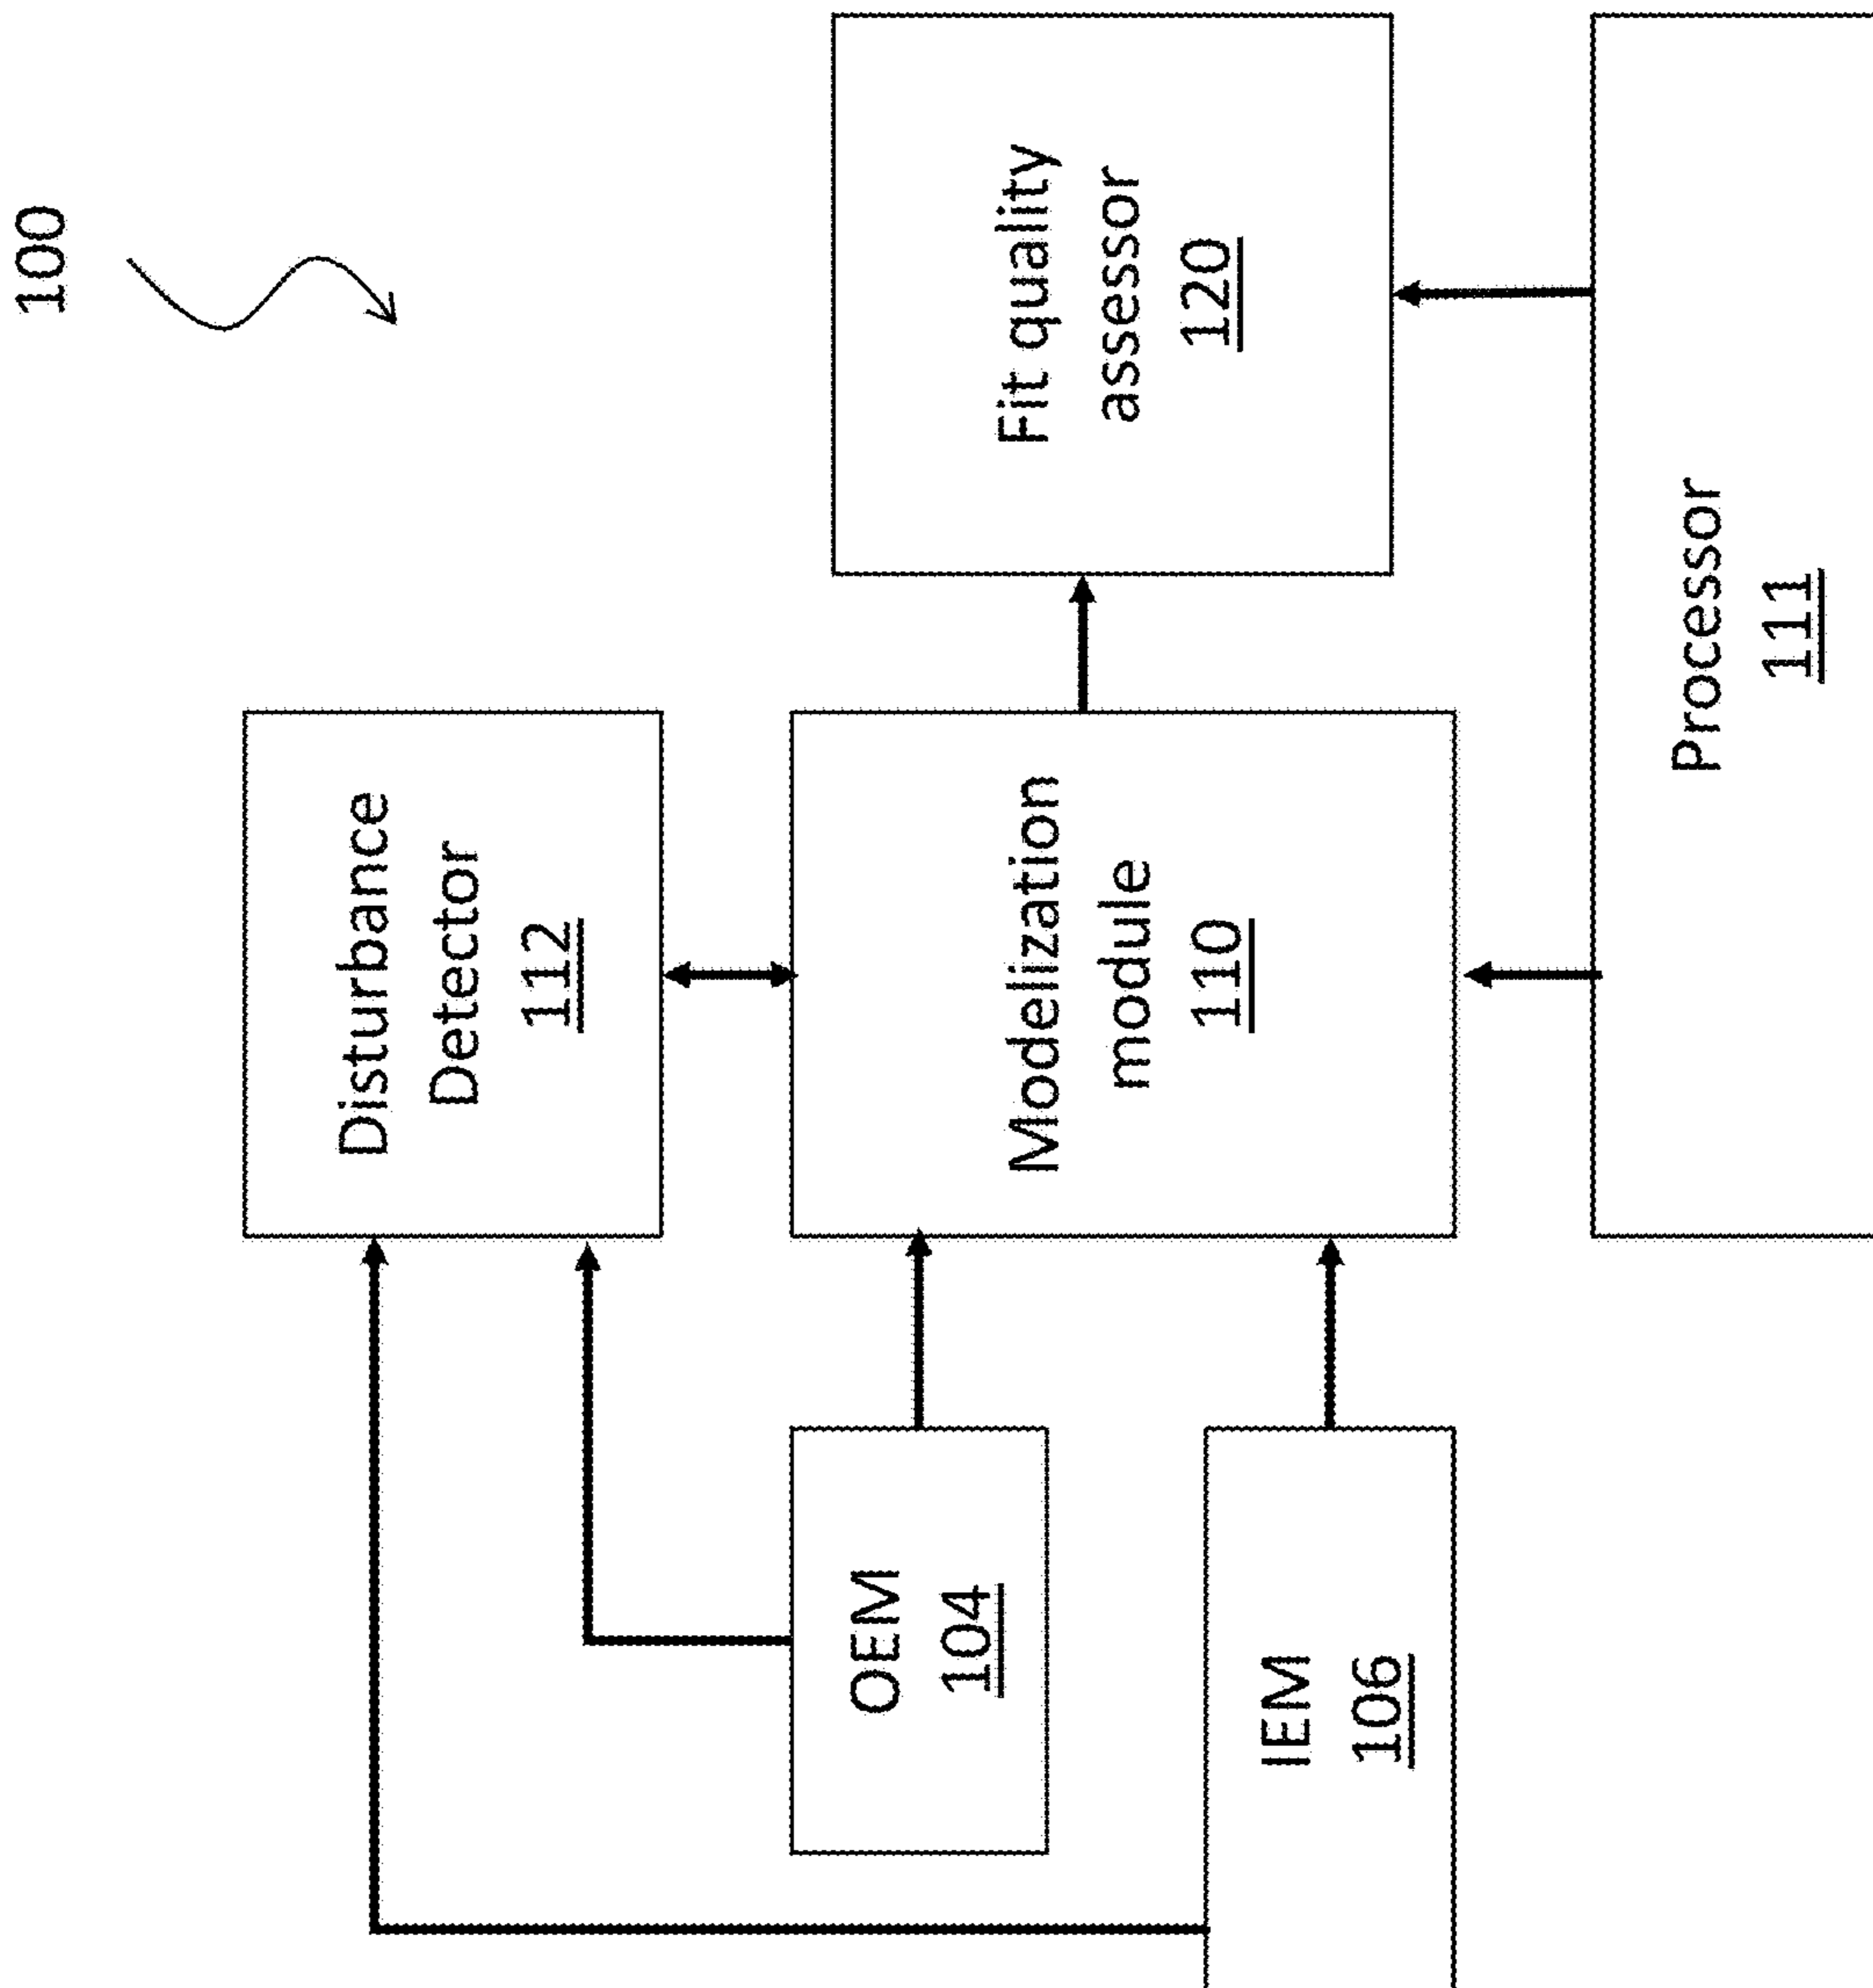 100
Disturbance
Detector
112
OEM
104
Modelization
module
110
Fit quality
assessor
120
IEM
106
Processor
111